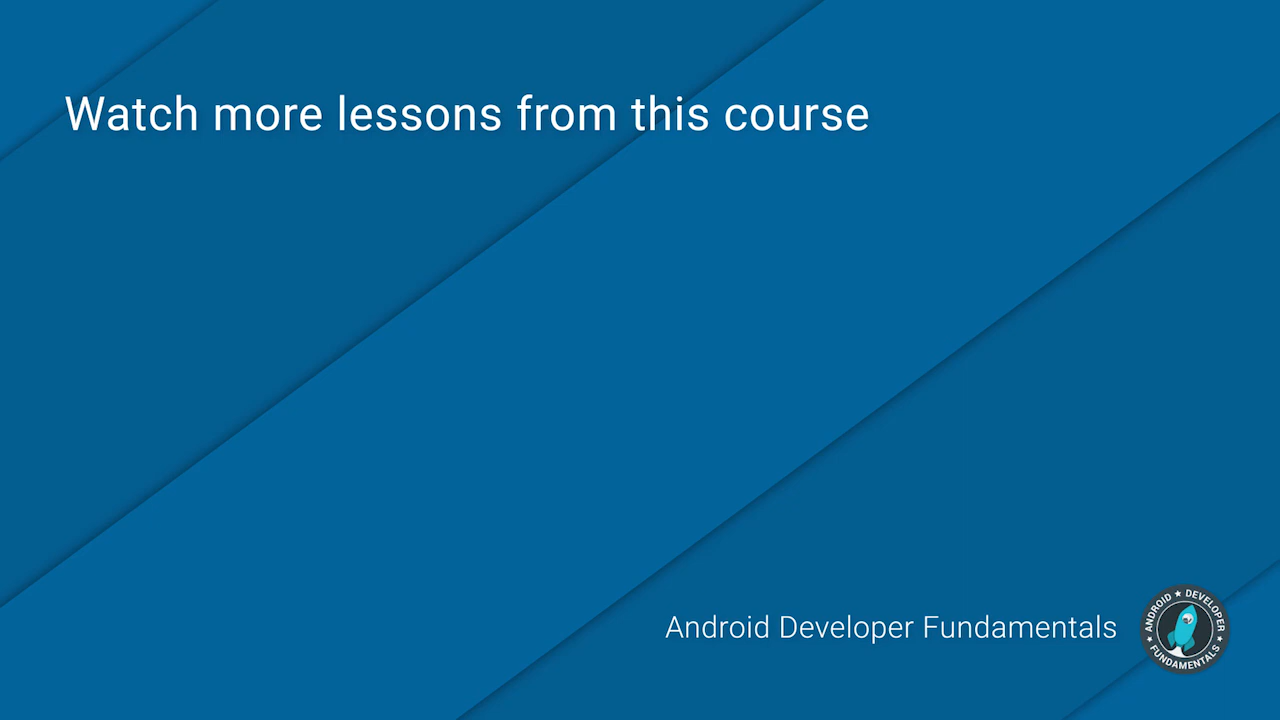 Watch more lessons from this course
Android Developer Fundamentals
ANDROID ★ DEVELOPER
★ FUNDAMENTALS ★